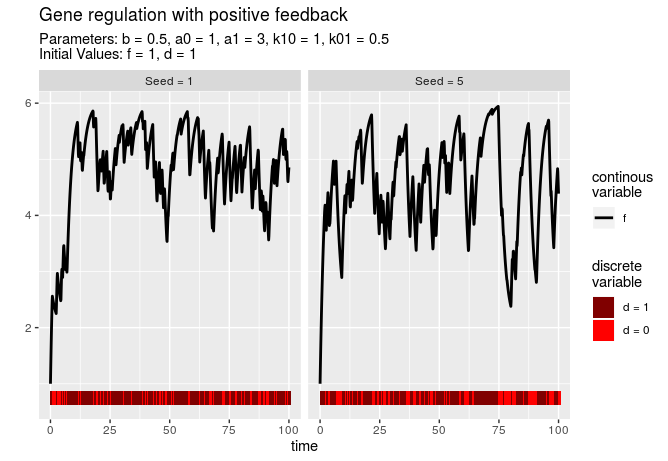 Gene regulation with positive feedback
Parameters: b = 0.5, a0 = 1, a1 = 3, k10 = 1, k01 = 0.5
Initial Values: f = 1, d = 1
Seed = 1
Seed = 5
6
4
2
0
25
50
75
100
0
25
50
75
100
time
continous
variable
f
discrete
variable
d = 1
d = 0